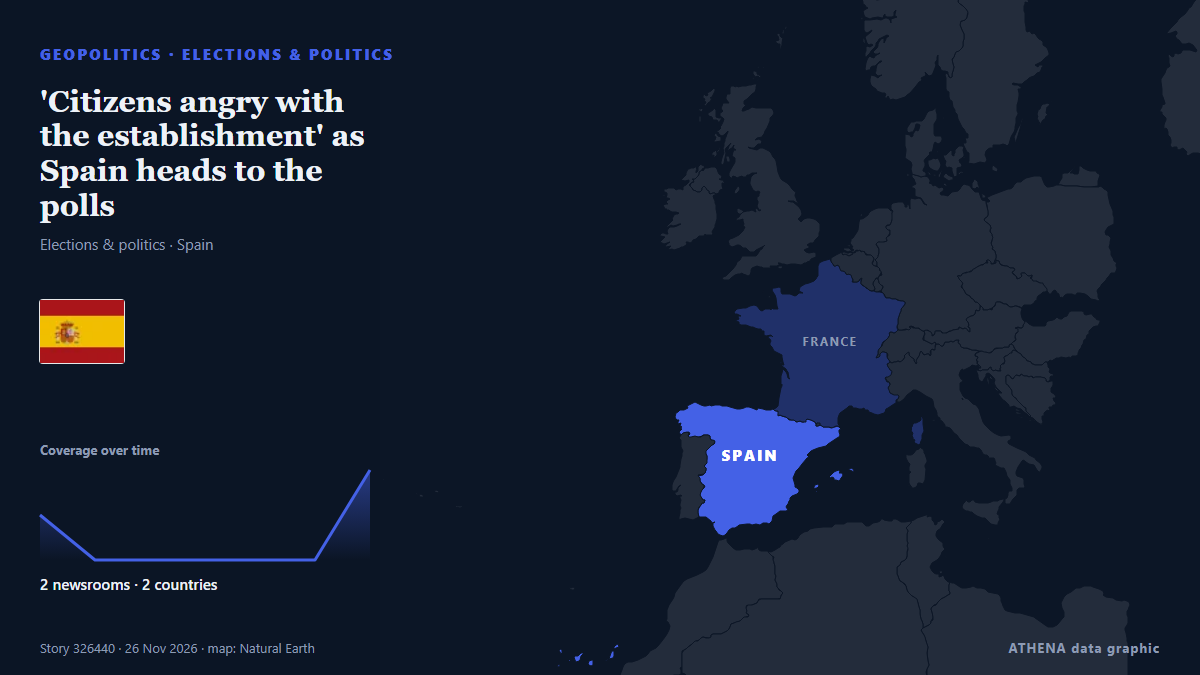 GEOPOLITICS · ELECTIONS & POLITICS
'Citizens angry with
the establishment' as
Spain heads to the
polls
Elections & politics · Spain
FRANCE
SPAIN
Coverage over time
2 newsrooms · 2 countries
Story 326440 · 26 Nov 2026 · map: Natural Earth
ATHENA data graphic